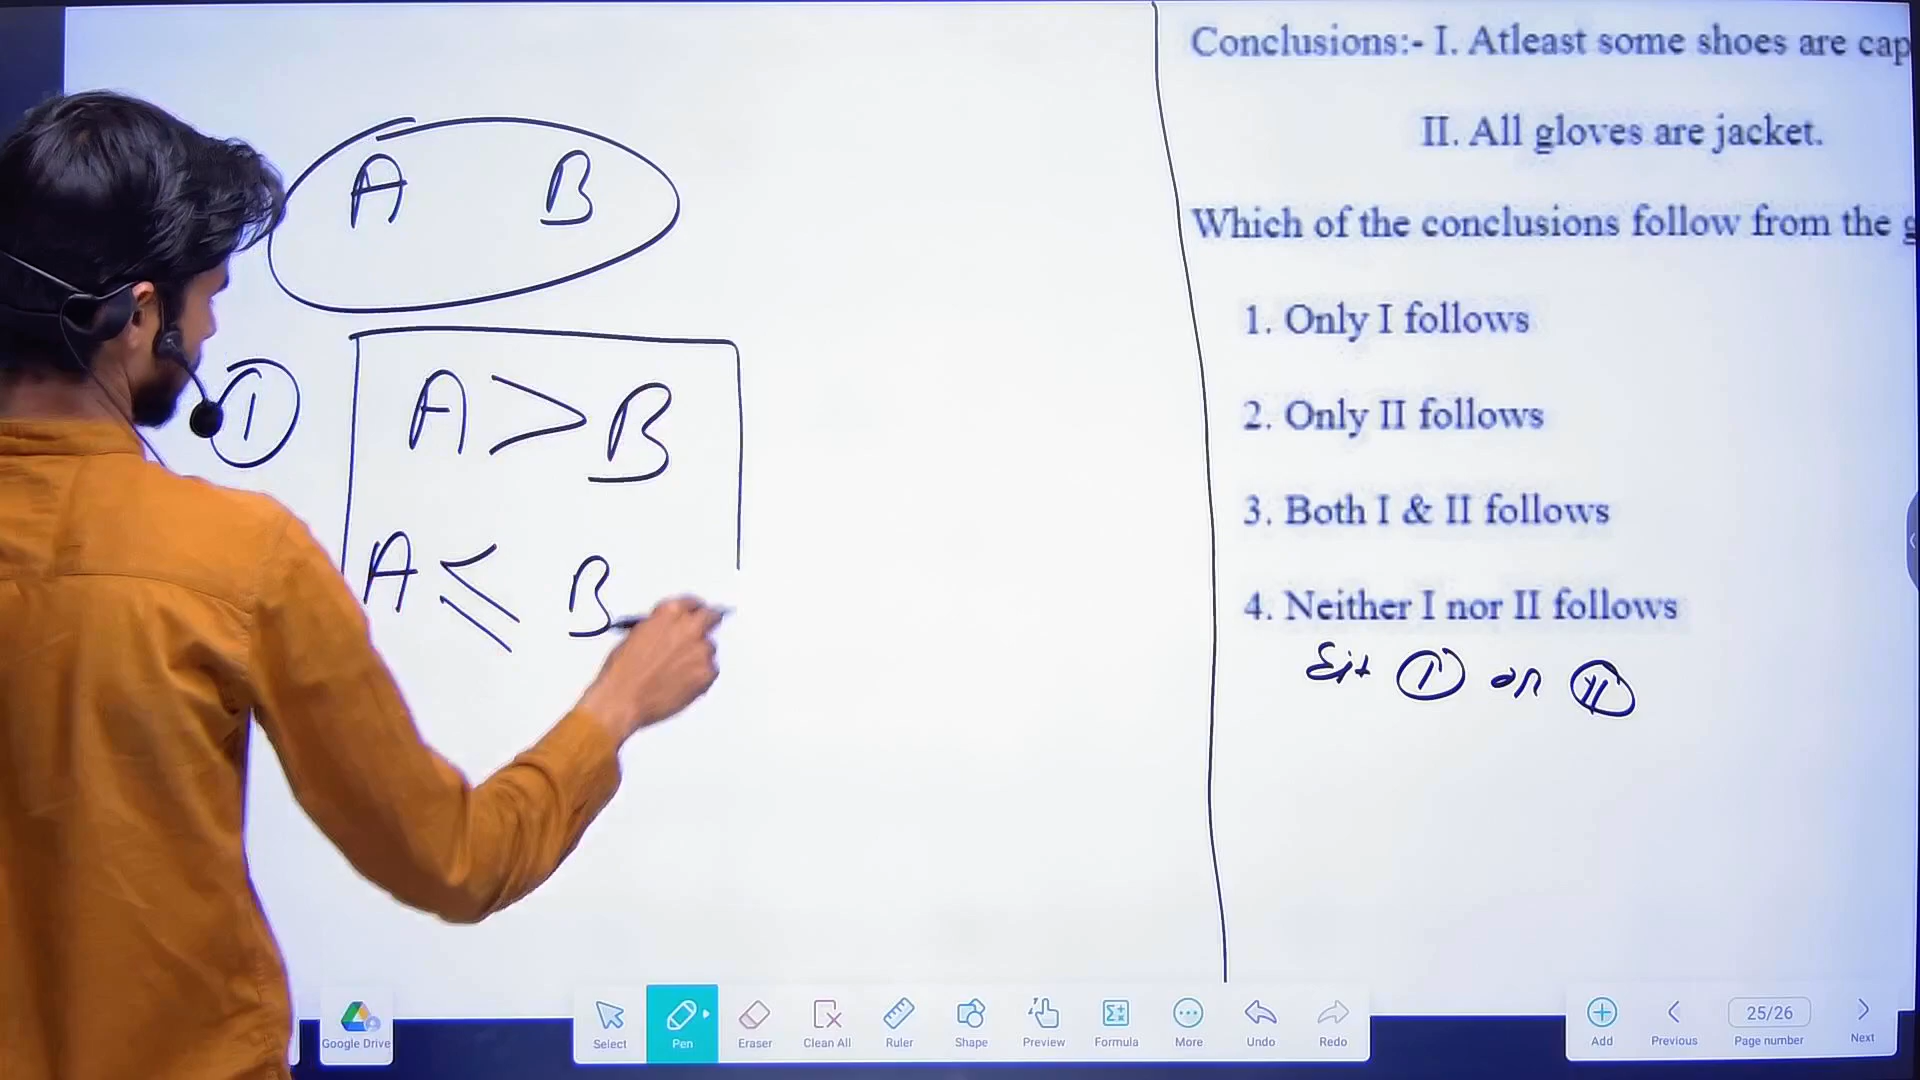 A B
I
A > B
A ≤ B
Conclusions:- I. Atleast some shoes are cap
II. All gloves are jacket.
Which of the conclusions follow from the g
1. Only I follows
2. Only II follows
3. Both I & II follows
4. Neither I nor II follows
Eit I or II
Google Drive
Select Pen Eraser Clean All Ruler Shape Preview Formula More Undo Redo
Add Previous 25/26 Page number Next